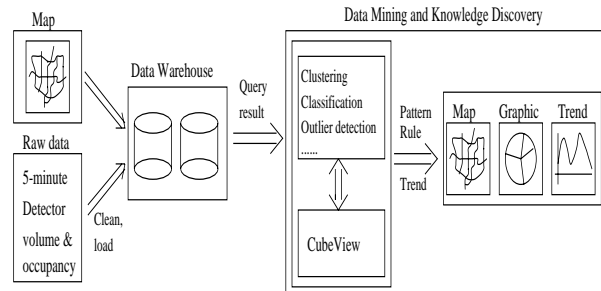 Data Mining and Knowledge Discovery
Map
Data Warehouse
Raw data
5-minute
Detector
volume &
occupancy
Clean,
load
Query
result
Clustering
Classification
Outlier detection
......
CubeView
Pattern
Rule
Trend
Map
Graphic
Trend